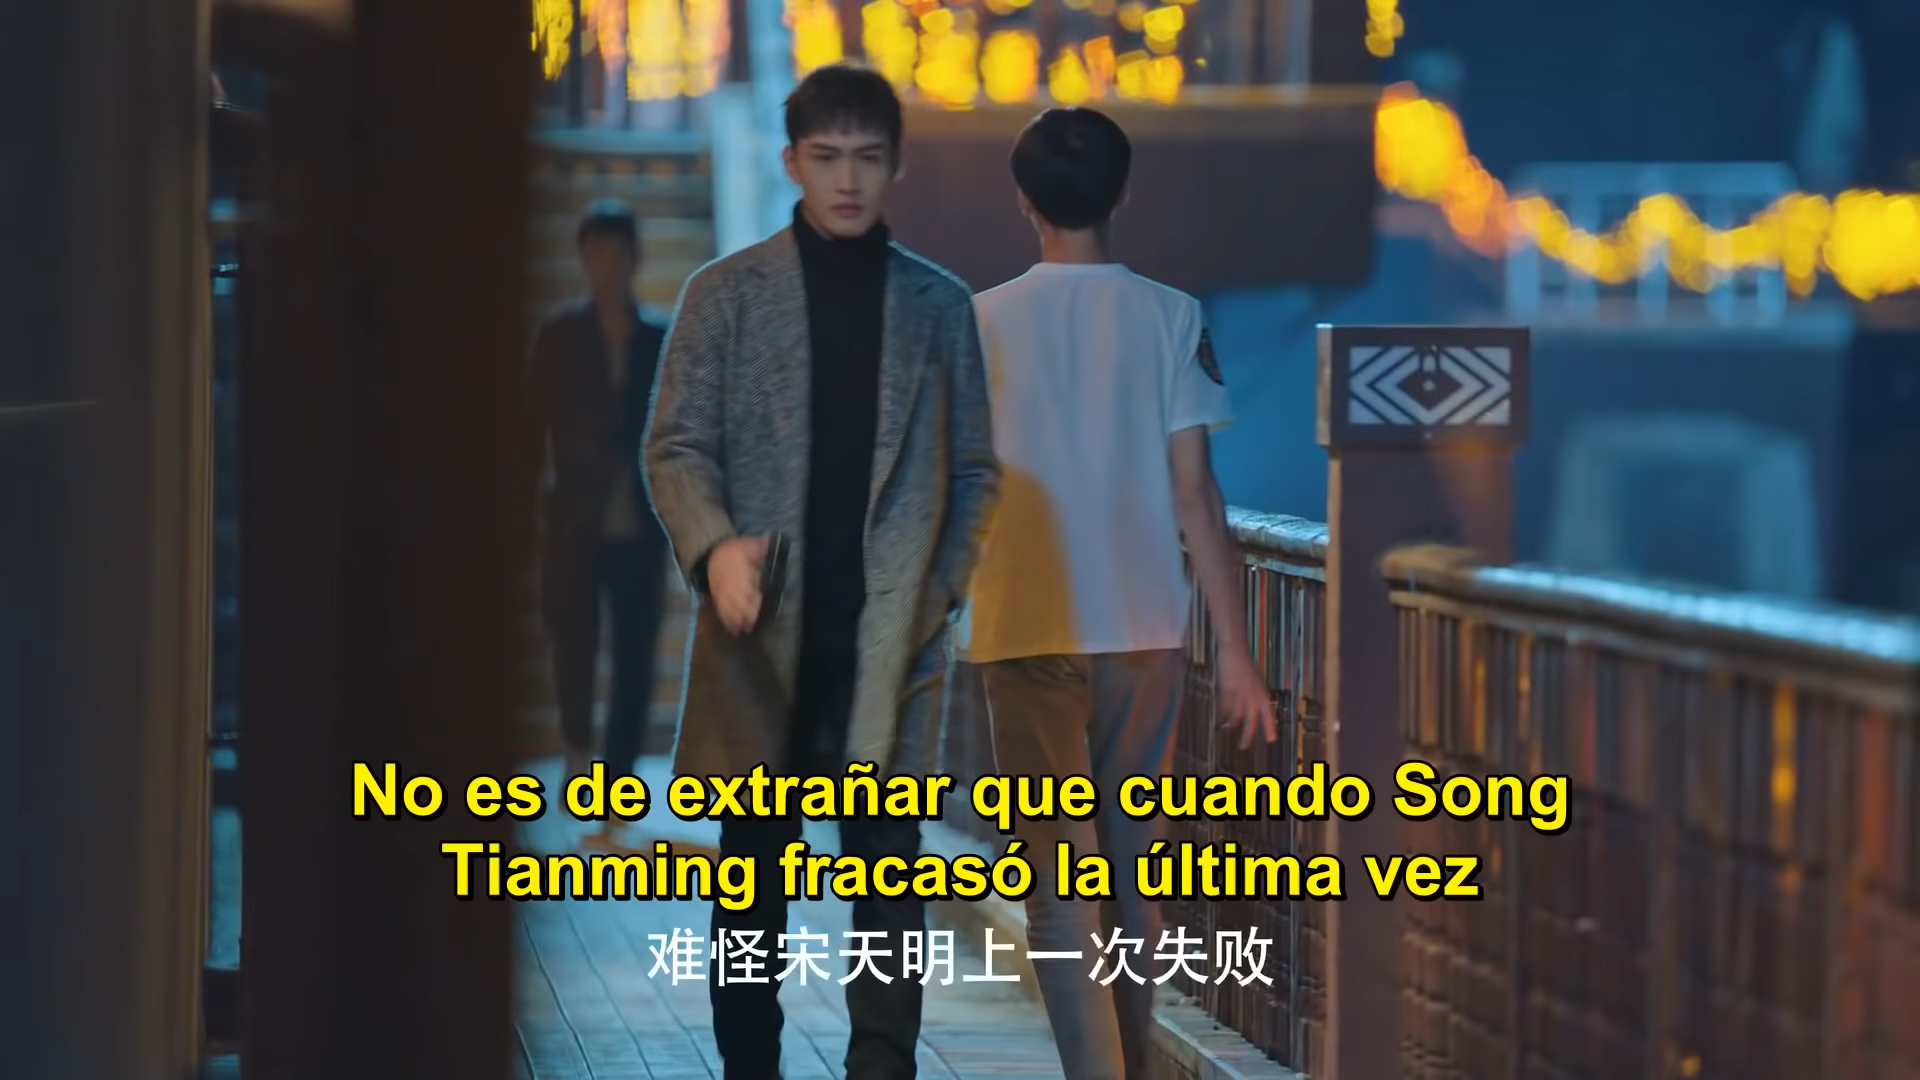 No es de extrañar que cuando Song
Tianming fracasó la última vez
难怪宋天明上一次失败